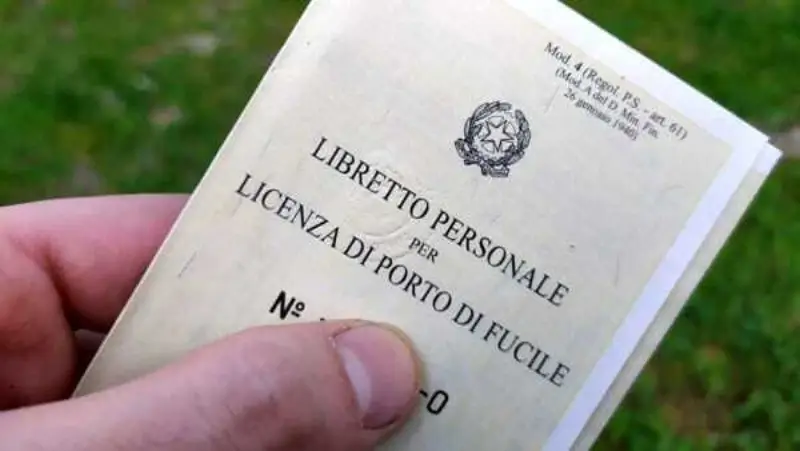 Mod. 4 (Regol. P.S. - art. 61)
(Mod. A del D. Min. Fin.
26 gennaio 1940)
LIBRETTO PERSONALE
PER
LICENZA DI PORTO DI FUCILE
Nº
-O